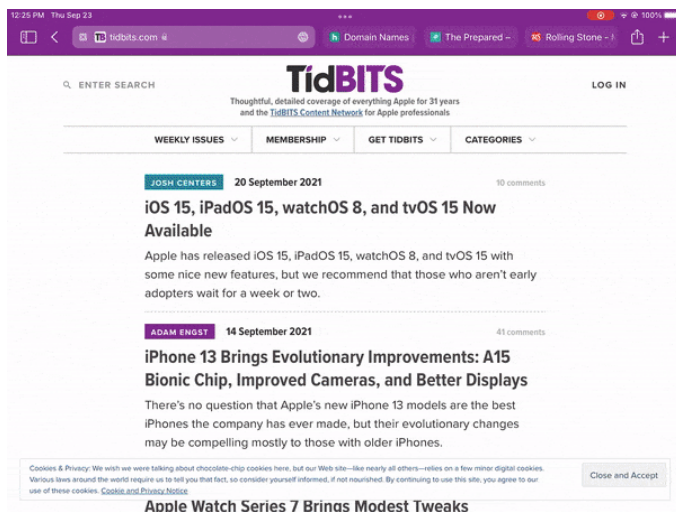 12:25 PM Thu Sep 23
100%
tidbits.com
Domain Names
The Prepared –
Rolling Stone -
ENTER SEARCH
TidBITS
LOG IN
Thoughtful, detailed coverage of everything Apple for 31 years
and the TidBITS Content Network for Apple professionals
WEEKLY ISSUES
MEMBERSHIP
GET TIDBITS
CATEGORIES
JOSH CENTERS
20 September 2021
10 comments
iOS 15, iPadOS 15, watchOS 8, and tvOS 15 Now
Available
Apple has released iOS 15, iPadOS 15, watchOS 8, and tvOS 15 with
some nice new features, but we recommend that those who aren't early
adopters wait for a week or two.
ADAM ENGST
14 September 2021
41 comments
iPhone 13 Brings Evolutionary Improvements: A15
Bionic Chip, Improved Cameras, and Better Displays
There's no question that Apple's new iPhone 13 models are the best
iPhones the company has ever made, but their evolutionary changes
may be compelling mostly to those with older iPhones.
Cookies & Privacy: We wish we were talking about chocolate-chip cookies here, but our Web site—like nearly all others—relies on a few minor digital cookies.
Various laws around the world require us to tell you that fact, so consider yourself informed, if not nourished. By continuing to use this site, you agree to our
use of these cookies. Cookie and Privacy Notice
Close and Accept
Apple Watch Series 7 Brings Modest Tweaks